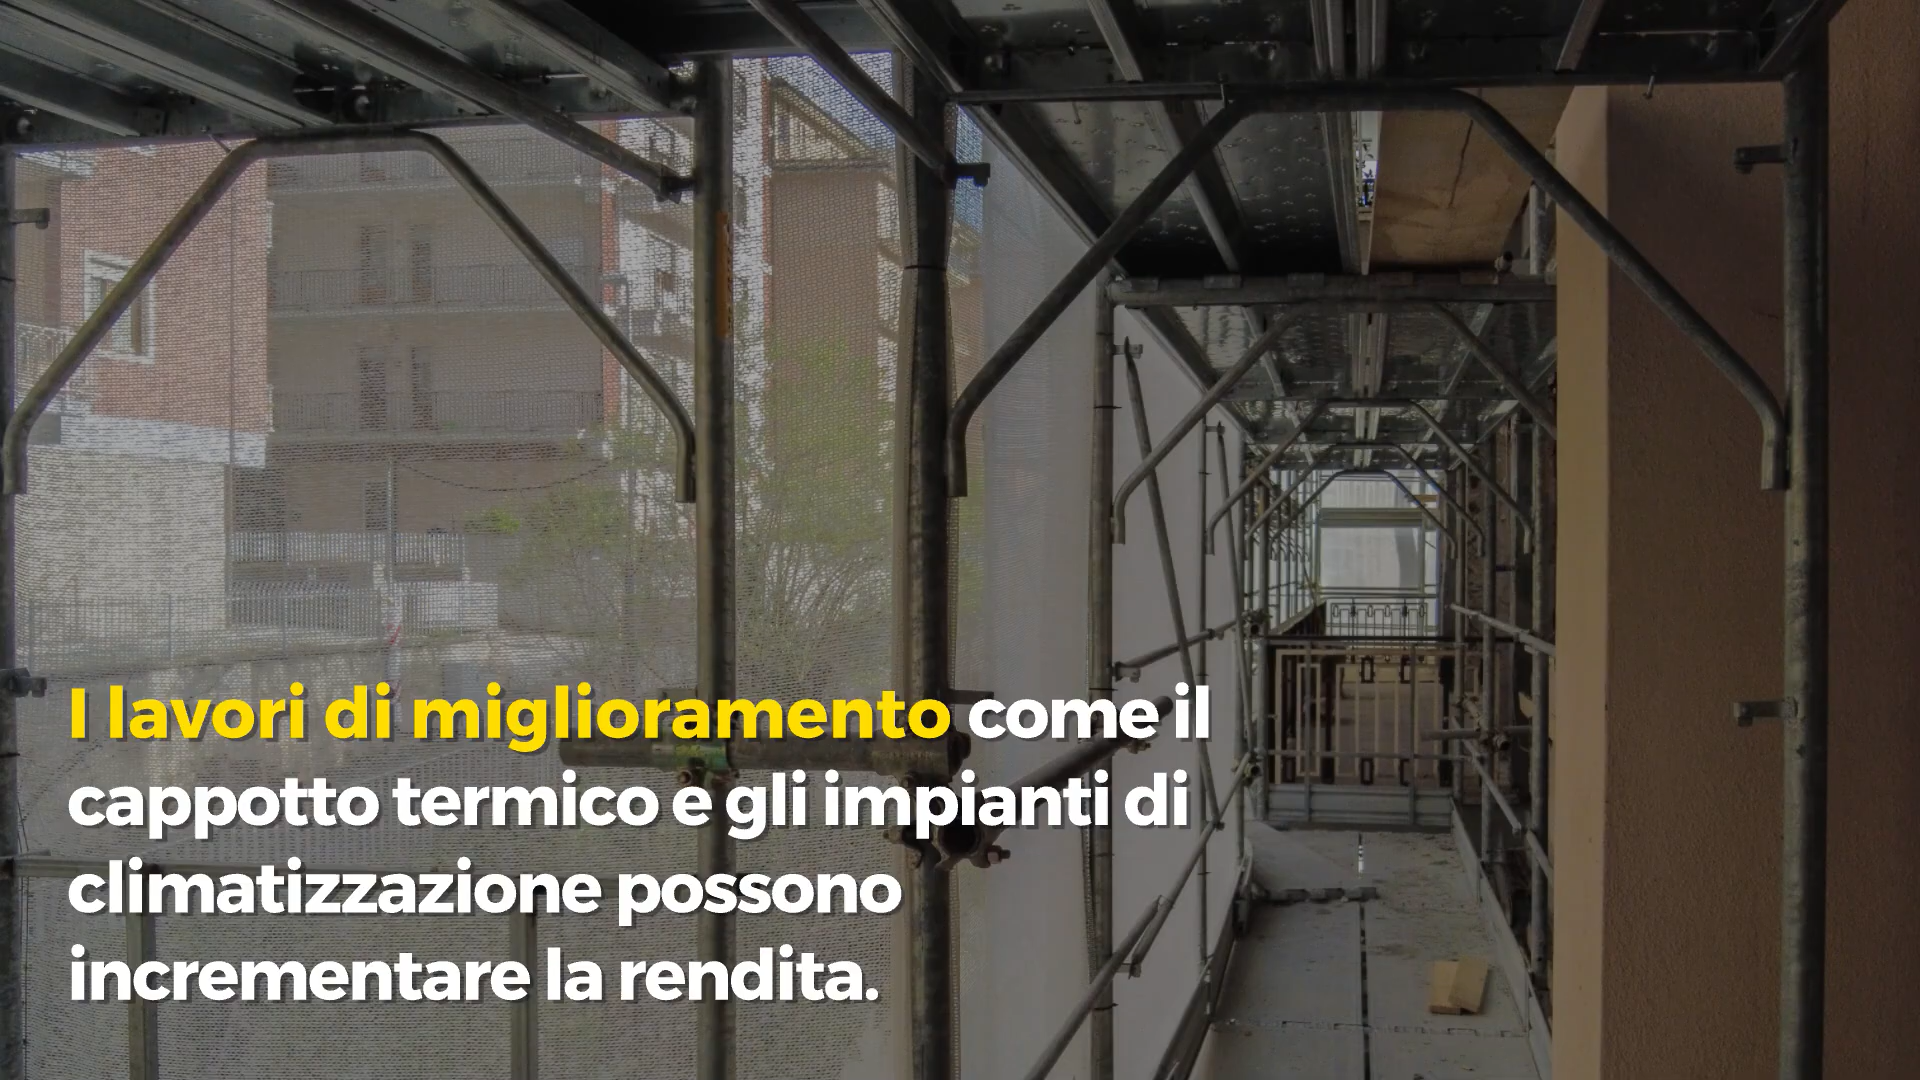 I lavori di miglioramento come il
cappotto termico e gli impianti di
climatizzazione possono
incrementare la rendita.